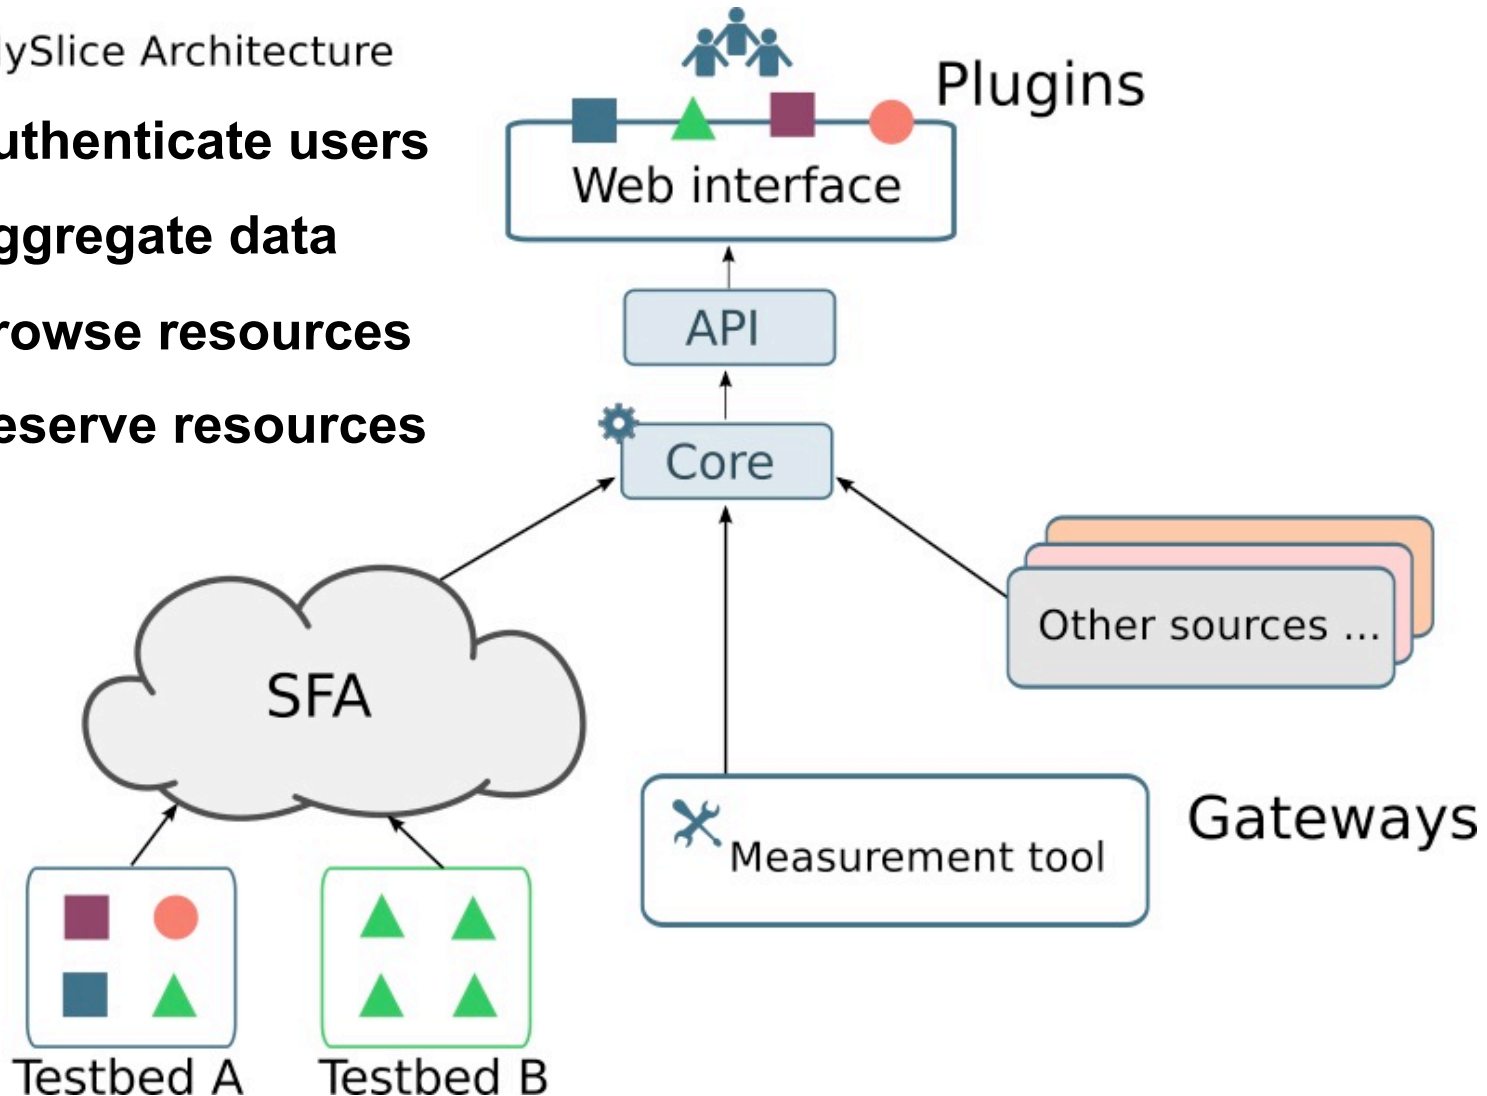 lySlice Architecture
uthenticate users
ggregate data
rowse resources
eserve resources
Plugins
Web interface
API
Core
Other sources ...
SFA
Measurement tool
Gateways
Testbed A
Testbed B